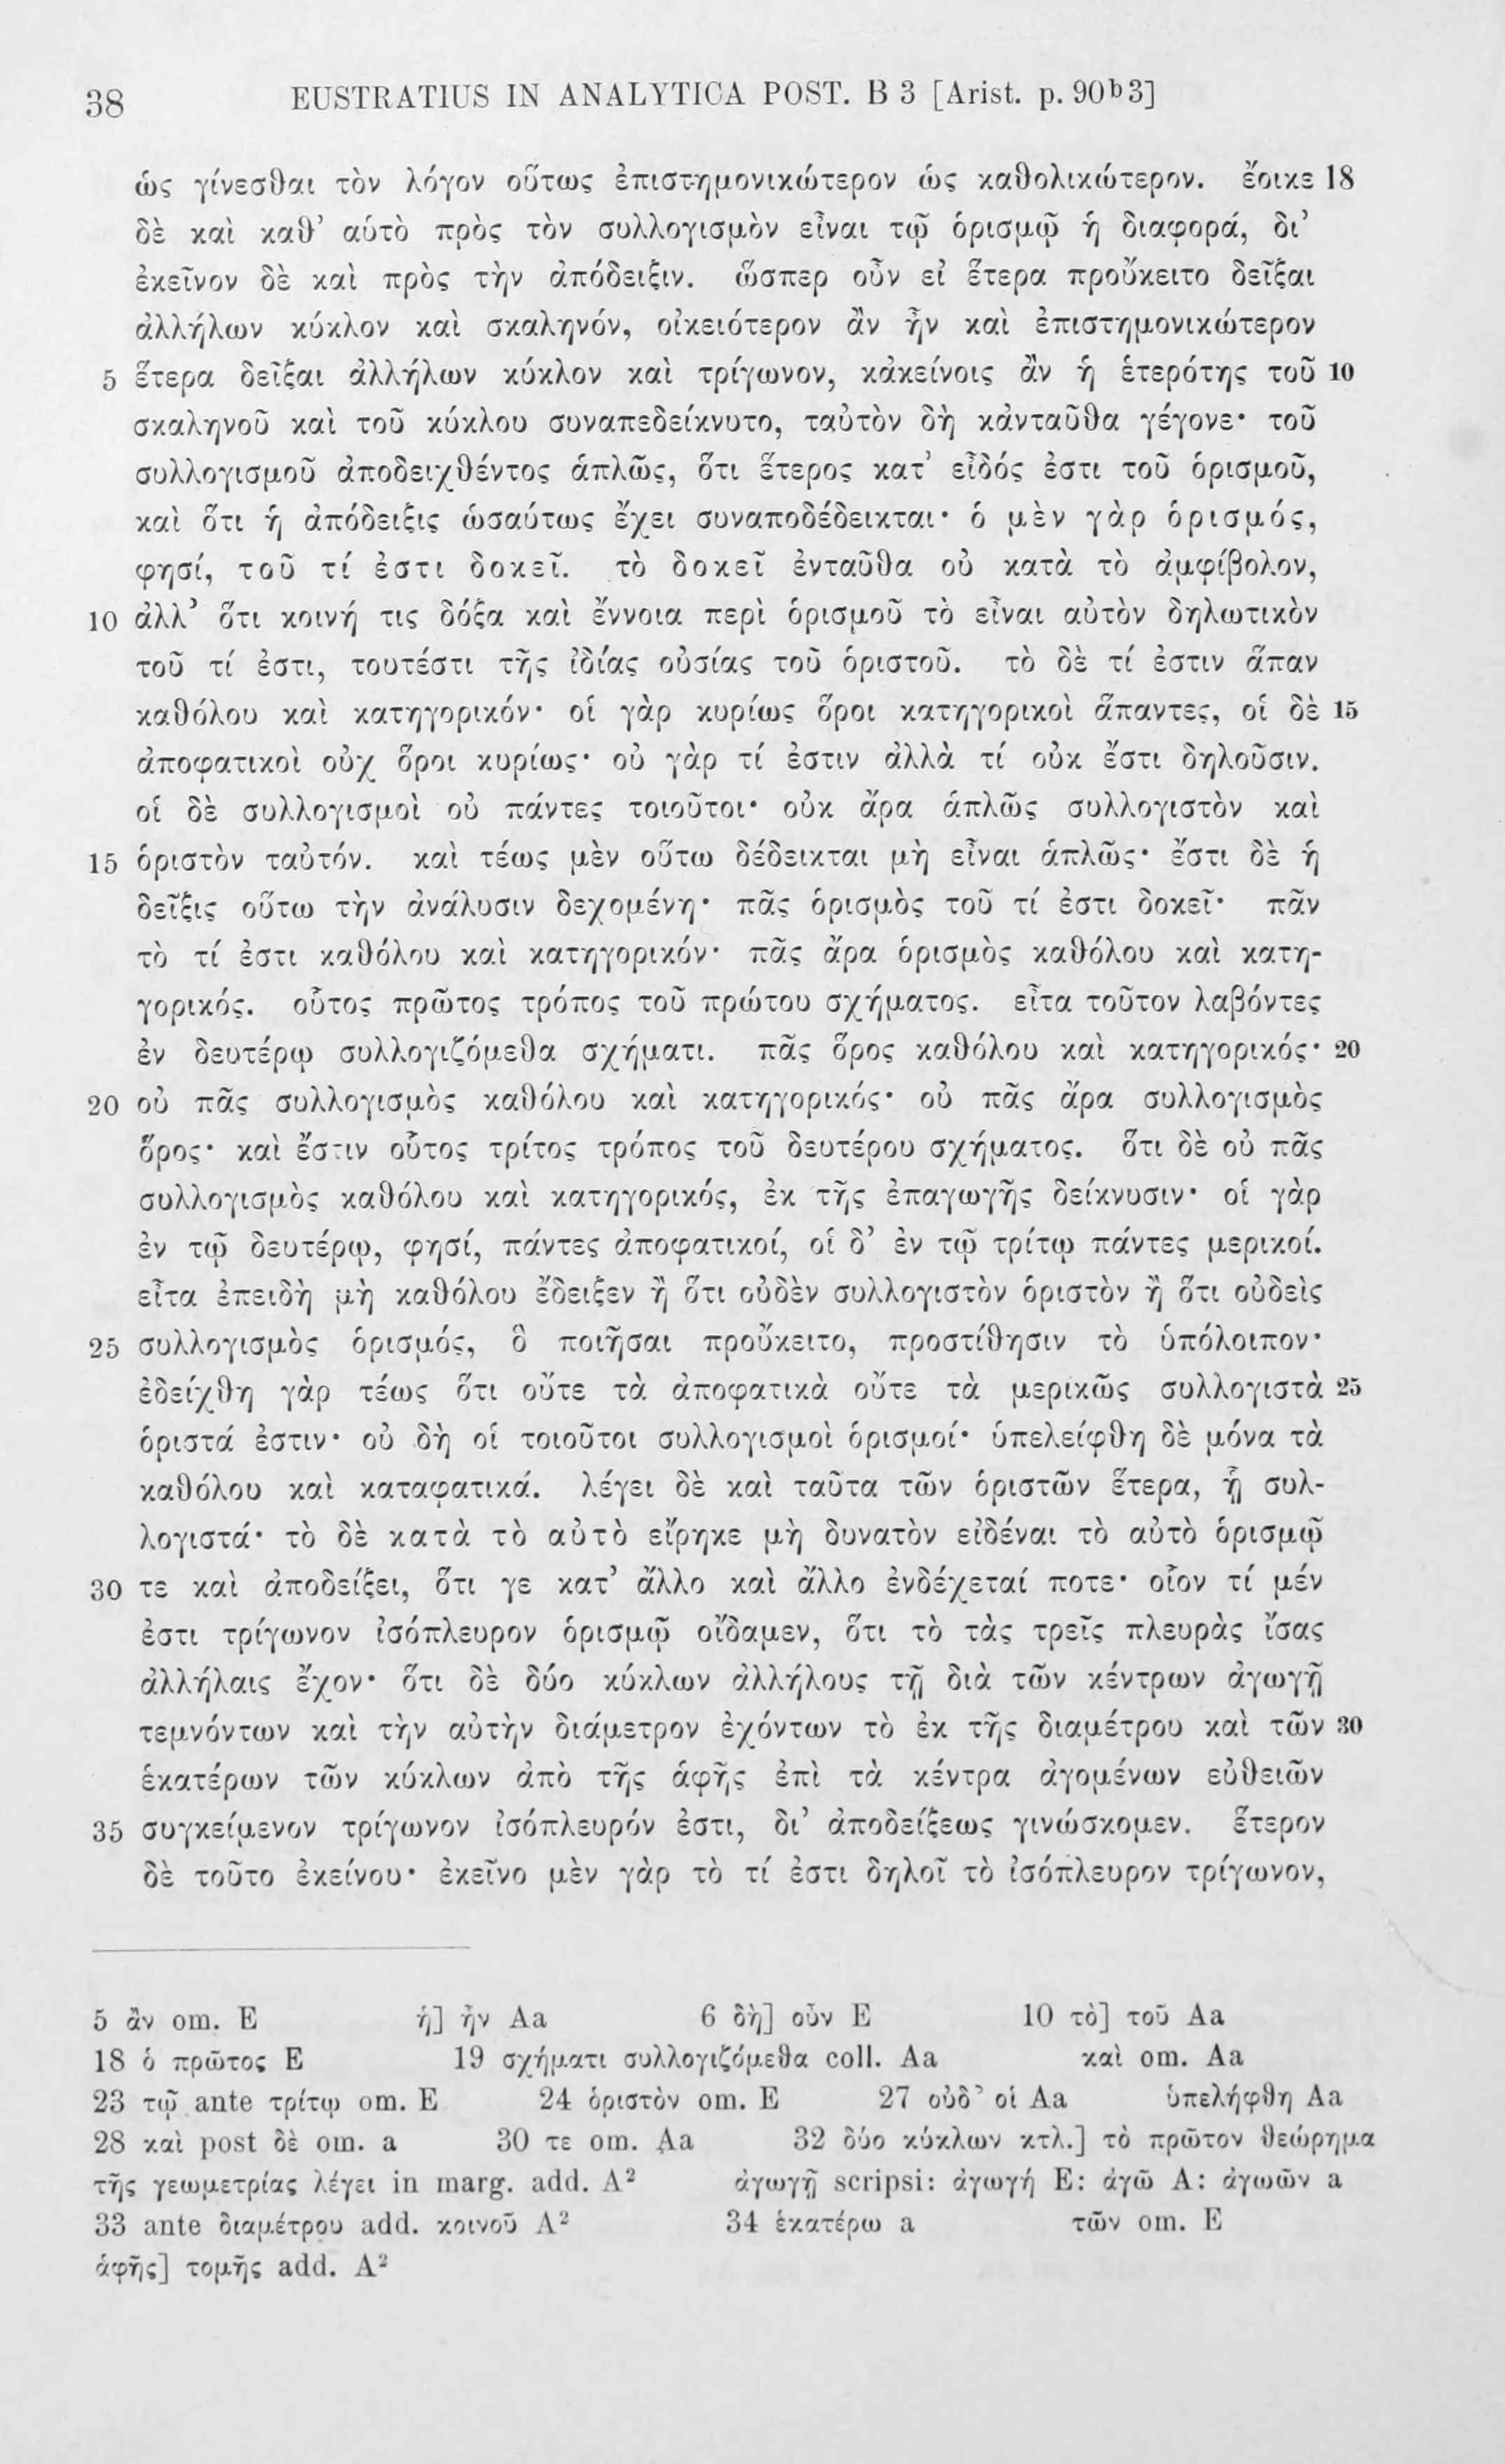 38 EUSTRATIUS IN ANALYTICA POST. B 3 [Arist. p. 90ᵇ3]
ὡς γίνεσθαι τὸν λόγον οὕτως ἐπιστημονικώτερον ὡς καθολικώτερον. ἔοικε 18
δὲ καὶ καθ’ αὑτὸ πρὸς τὸν συλλογισμὸν εἶναι τῷ ὁρισμῷ ἡ διαφορά, δι’
ἐκεῖνον δὲ καὶ πρὸς τὴν ἀπόδειξιν. ὥσπερ οὖν εἰ ἕτερα προὔκειτο δεῖξαι
ἀλλήλων κύκλον καὶ σκαληνόν, οἰκειότερον ἂν ἦν καὶ ἐπιστημονικώτερον
5 ἕτερα δεῖξαι ἀλλήλων κύκλον καὶ τρίγωνον, κἀκείνοις ἂν ἡ ἑτερότης τοῦ 10
σκαληνοῦ καὶ τοῦ κύκλου συναπεδείκνυτο, ταὐτὸν δὴ κἀνταῦθα γέγονε· τοῦ
συλλογισμοῦ ἀποδειχθέντος ἁπλῶς, ὅτι ἕτερος κατ’ εἶδός ἐστι τοῦ ὁρισμοῦ,
καὶ ὅτι ἡ ἀπόδειξις ὡσαύτως ἔχει συναποδέδεικται· ὁ μὲν γὰρ ὁρισμός,
φησί, τοῦ τί ἐστι δοκεῖ. τὸ δοκεῖ ἐνταῦθα οὐ κατὰ τὸ ἀμφίβολον,
10 ἀλλ’ ὅτι κοινή τις δόξα καὶ ἔννοια περὶ ὁρισμοῦ τὸ εἶναι αὐτὸν δηλωτικὸν
τοῦ τί ἐστι, τουτέστι τῆς ἰδίας οὐσίας τοῦ ὁριστοῦ. τὸ δὲ τί ἐστιν ἅπαν
καθόλου καὶ κατηγορικόν· οἱ γὰρ κυρίως ὅροι κατηγορικοὶ ἅπαντες, οἱ δὲ 15
ἀποφατικοὶ οὐχ ὅροι κυρίως· οὐ γὰρ τί ἐστιν ἀλλὰ τί οὐκ ἔστι δηλοῦσιν.
οἱ δὲ συλλογισμοὶ οὐ πάντες τοιοῦτοι· οὐκ ἄρα ἁπλῶς συλλογιστὸν καὶ
15 ὁριστὸν ταὐτόν. καὶ τέως μὲν οὕτω δέδεικται μὴ εἶναι ἁπλῶς· ἔστι δὲ ἡ
δεῖξις οὕτω τὴν ἀνάλυσιν δεχομένη· πᾶς ὁρισμὸς τοῦ τί ἐστι δοκεῖ· πᾶν
τὸ τί ἐστι καθόλου καὶ κατηγορικόν· πᾶς ἄρα ὁρισμὸς καθόλου καὶ κατη-
γορικός. οὗτος πρῶτος τρόπος τοῦ πρώτου σχήματος. εἶτα τοῦτον λαβόντες
ἐν δευτέρῳ συλλογιζόμεθα σχήματι. πᾶς ὅρος καθόλου καὶ κατηγορικός· 20
20 οὐ πᾶς συλλογισμὸς καθόλου καὶ κατηγορικός· οὐ πᾶς ἄρα συλλογισμὸς
ὅρος· καὶ ἔστιν οὗτος τρίτος τρόπος τοῦ δευτέρου σχήματος. ὅτι δὲ οὐ πᾶς
συλλογισμὸς καθόλου καὶ κατηγορικός, ἐκ τῆς ἐπαγωγῆς δείκνυσιν· οἱ γὰρ
ἐν τῷ δευτέρῳ, φησί, πάντες ἀποφατικοί, οἱ δ’ ἐν τῷ τρίτῳ πάντες μερικοί.
εἶτα ἐπειδὴ μὴ καθόλου ἔδειξεν ἢ ὅτι οὐδὲν συλλογιστὸν ὁριστὸν ἢ ὅτι οὐδεὶς
25 συλλογισμὸς ὁρισμός, ὃ ποιῆσαι προὔκειτο, προστίθησιν τὸ ὑπόλοιπον·
ἐδείχθη γὰρ τέως ὅτι οὔτε τὰ ἀποφατικὰ οὔτε τὰ μερικῶς συλλογιστὰ 25
ὁριστά ἐστιν· οὐ δὴ οἱ τοιοῦτοι συλλογισμοὶ ὁρισμοί· ὑπελείφθη δὲ μόνα τὰ
καθόλου καὶ καταφατικά. λέγει δὲ καὶ ταῦτα τῶν ὁριστῶν ἕτερα, ᾗ συλ-
λογιστά· τὸ δὲ κατὰ τὸ αὐτὸ εἴρηκε μὴ δυνατὸν εἰδέναι τὸ αὐτὸ ὁρισμῷ
30 τε καὶ ἀποδείξει, ὅτι γε κατ’ ἄλλο καὶ ἄλλο ἐνδέχεταί ποτε· οἷον τί μέν
ἐστι τρίγωνον ἰσόπλευρον ὁρισμῷ οἴδαμεν, ὅτι τὸ τὰς τρεῖς πλευρὰς ἴσας
ἀλλήλαις ἔχον· ὅτι δὲ δύο κύκλων ἀλλήλους τῇ διὰ τῶν κέντρων ἀγωγῇ
τεμνόντων καὶ τὴν αὐτὴν διάμετρον ἐχόντων τὸ ἐκ τῆς διαμέτρου καὶ τῶν 30
ἑκατέρων τῶν κύκλων ἀπὸ τῆς ἁφῆς ἐπὶ τὰ κέντρα ἀγομένων εὐθειῶν
35 συγκείμενον τρίγωνον ἰσόπλευρόν ἐστι, δι’ ἀποδείξεως γινώσκομεν. ἕτερον
δὲ τοῦτο ἐκείνου· ἐκεῖνο μὲν γὰρ τὸ τί ἐστι δηλοῖ τὸ ἰσόπλευρον τρίγωνον,
5 ἂν om. E ἡ] ἦν Aa 6 δὴ] οὖν E 10 τὸ] τοῦ Aa
18 ὁ πρῶτος E 19 σχήματι συλλογιζόμεθα coll. Aa καὶ om. Aa
23 τῷ ante τρίτῳ om. E 24 ὁριστὸν om. E 27 οὐδ’ οἱ Aa ὑπελήφθη Aa
28 καὶ post δὲ om. a 30 τε om. Aa 32 δύο κύκλων κτλ.] τὸ πρῶτον θεώρημα
τῆς γεωμετρίας λέγει in marg. add. A² ἀγωγῇ scripsi: ἀγωγή E: ἀγῶ A: ἀγωῶν a
33 ante διαμέτρου add. κοινοῦ A² 34 ἑκατέρω a τῶν om. E
ἁφῆς] τομῆς add. A²